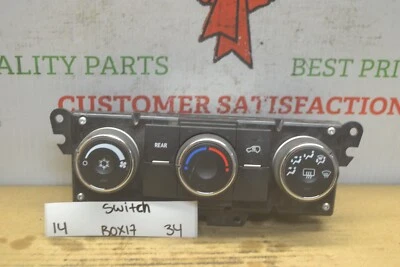 ALITY PARTS
BEST PRI
CUSTOMER SATISFACTION
REAR
Switch
14 BOX17 34